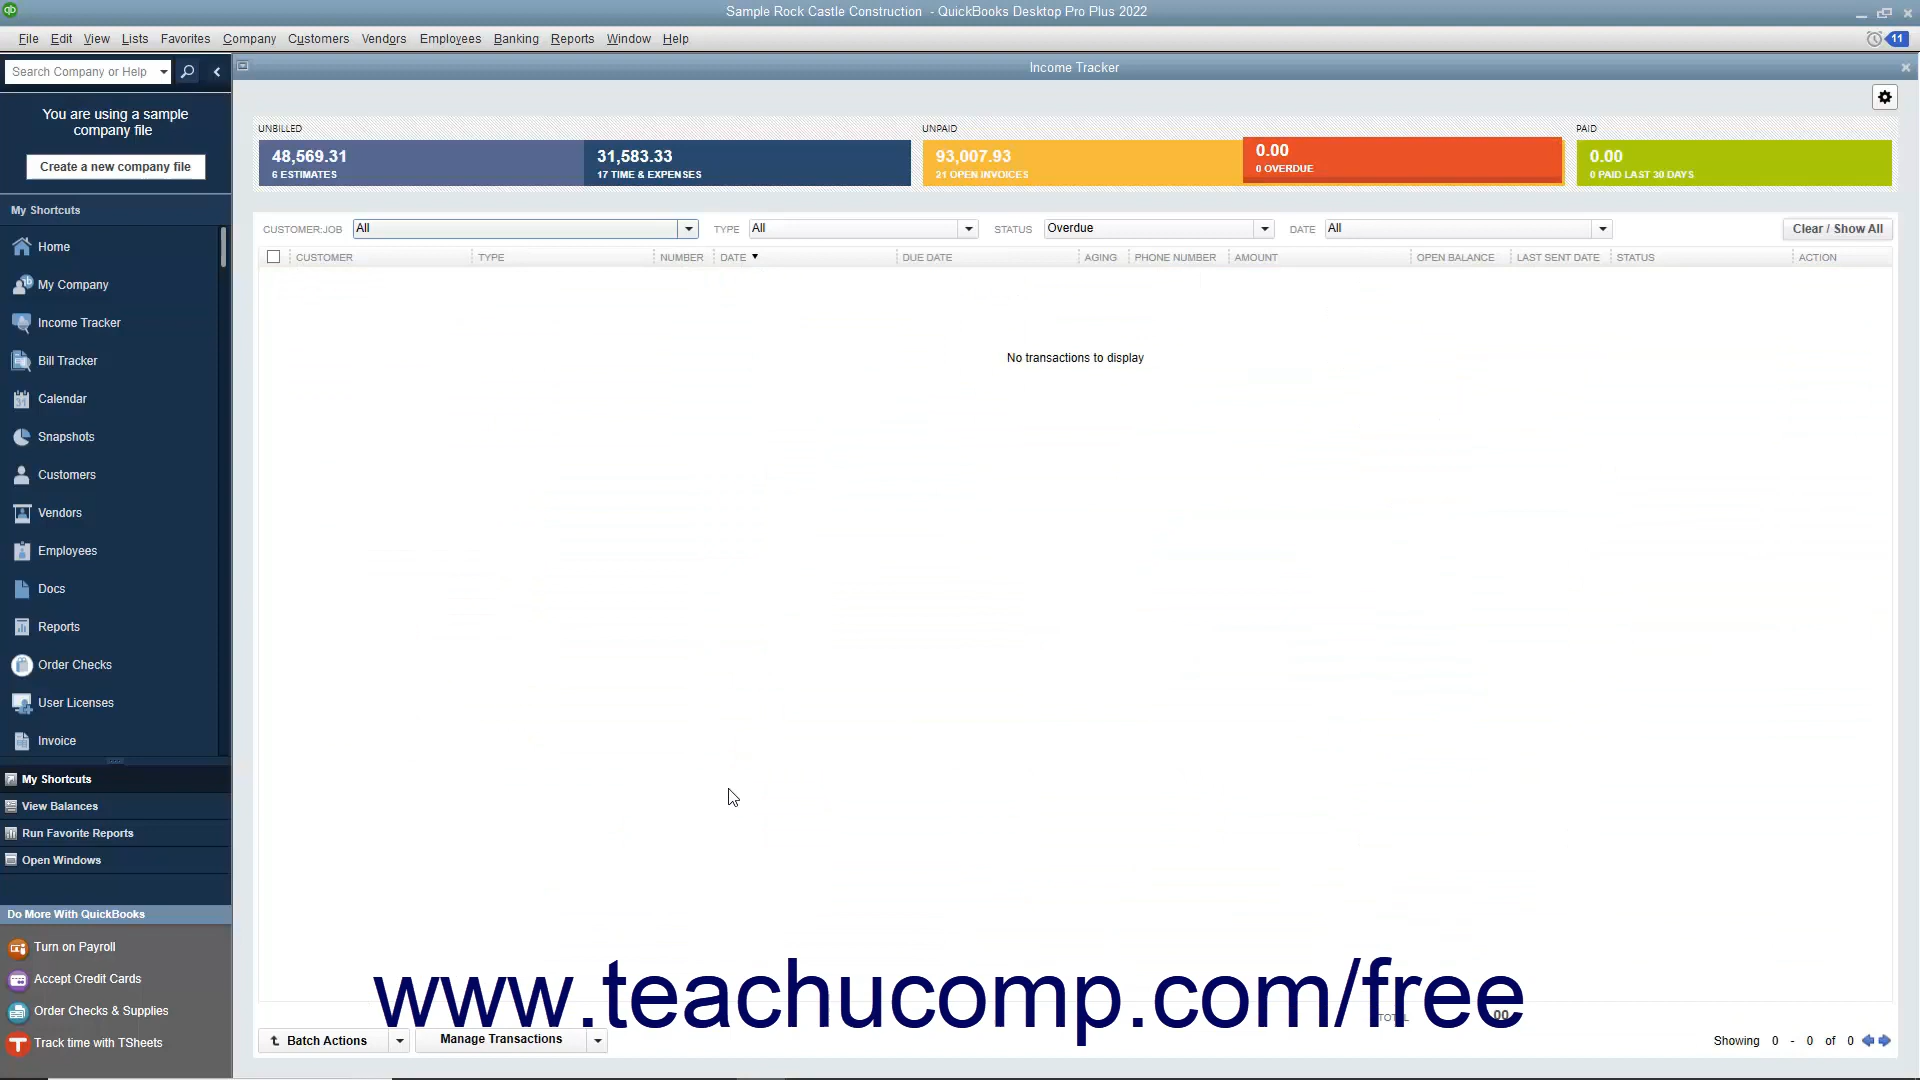 Sample Rock Castle Construction - QuickBooks Desktop Pro Plus 2022
File Edit View Lists Favorites Company Customers Vendors Employees Banking Reports Window Help
11
Search Company or Help
Income Tracker
You are using a sample
company file
Create a new company file
My Shortcuts
Home
My Company
Income Tracker
Bill Tracker
Calendar
Snapshots
Customers
Vendors
Employees
Docs
Reports
Order Checks
User Licenses
Invoice
My Shortcuts
View Balances
Run Favorite Reports
Open Windows
Do More With QuickBooks
Turn on Payroll
Accept Credit Cards
Order Checks & Supplies
Track time with TSheets
UNBILLED
48,569.31
6 ESTIMATES
31,583.33
17 TIME & EXPENSES
UNPAID
93,007.93
21 OPEN INVOICES
0.00
0 OVERDUE
PAID
0.00
0 PAID LAST 30 DAYS
CUSTOMER:JOB All TYPE All STATUS Overdue DATE All Clear / Show All
CUSTOMER TYPE NUMBER DATE DUE DATE AGING PHONE NUMBER AMOUNT OPEN BALANCE LAST SENT DATE STATUS ACTION
No transactions to display
www.teachucomp.com/free
Batch Actions Manage Transactions
Showing 0 - 0 of 0